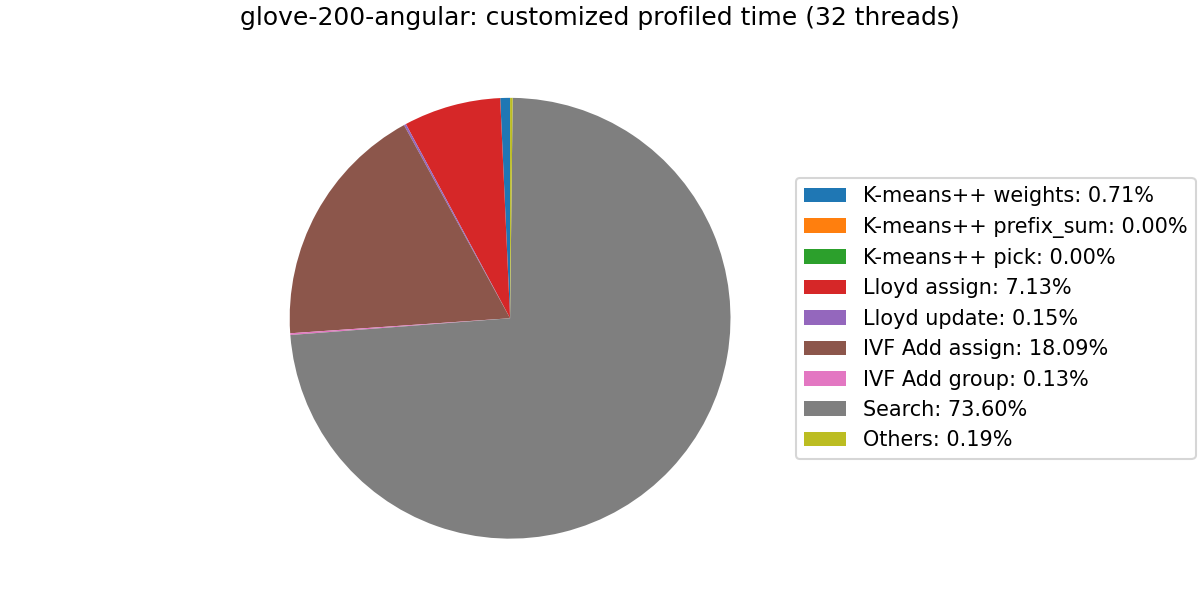 glove-200-angular: customized profiled time (32 threads)
K-means++ weights: 0.71%
K-means++ prefix_sum: 0.00%
K-means++ pick: 0.00%
Lloyd assign: 7.13%
Lloyd update: 0.15%
IVF Add assign: 18.09%
IVF Add group: 0.13%
Search: 73.60%
Others: 0.19%